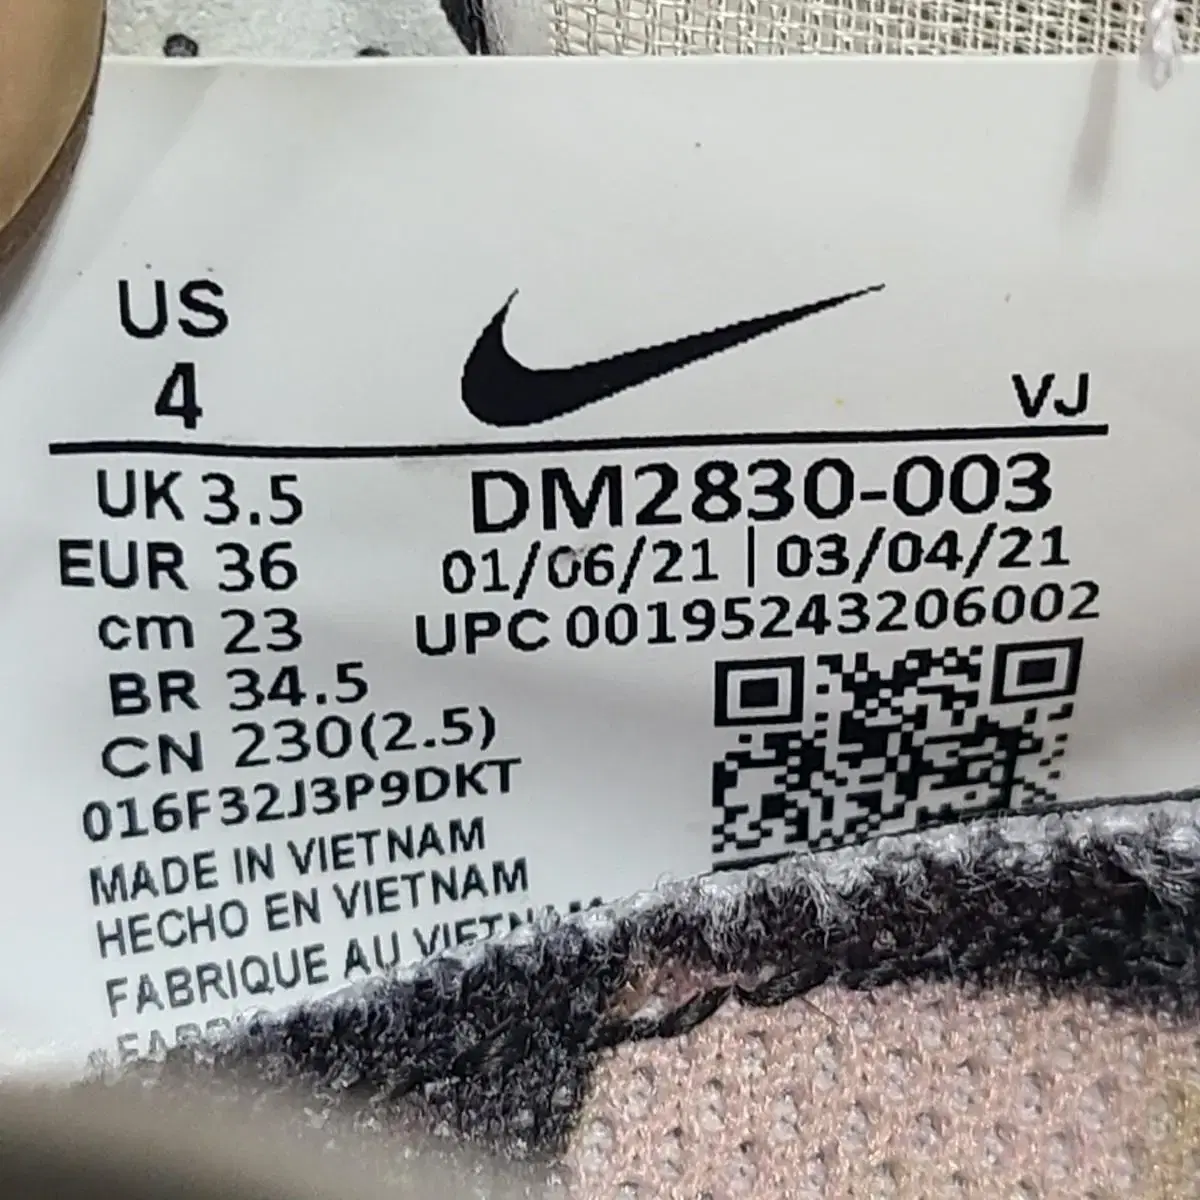 US
4
VJ
UK 3.5
EUR 36
cm 23
BR 34.5
CN 230(2.5)
016F32J3P9DKT
MADE IN VIETNAM
HECHO EN VIETNAM
FABRIQUE AU VIETNAM
DM2830-003
01/06/21 | 03/04/21
UPC 00195243206002